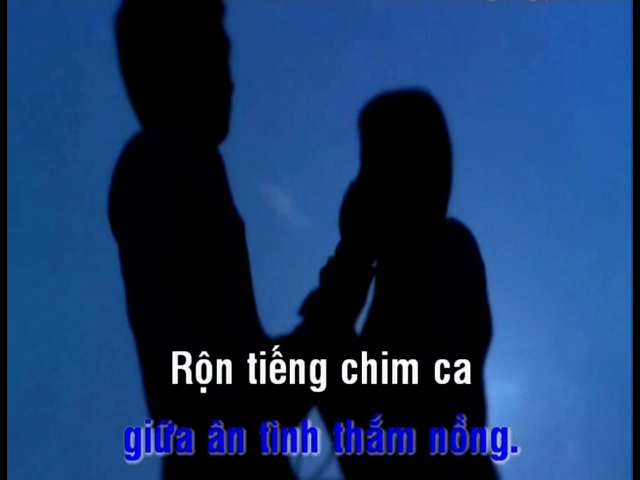 Rộn tiếng chim ca
giữa ân tình thắm nồng.